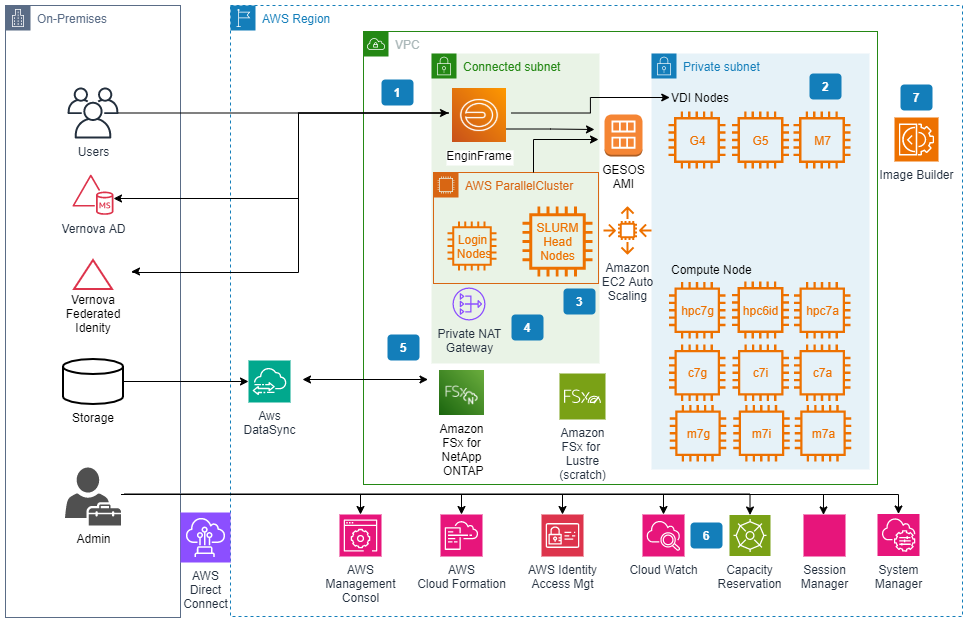 On-Premises
AWS Region
VPC
Connected subnet
Private subnet
1
2
7
VDI Nodes
Users
EnginFrame
GESOS
AMI
G4
G5
M7
Image Builder
AWS ParallelCluster
MS
Vernova AD
Login
Nodes
SLURM
Head
Nodes
Amazon
EC2 Auto
Scaling
Compute Node
Vernova
Federated
Idenity
3
4
Private NAT
Gateway
hpc7g
hpc6id
hpc7a
5
c7g
c7i
c7a
Storage
Aws
DataSync
FSx
N
Amazon
FSx for
NetApp
ONTAP
FSx
Amazon
FSx for
Lustre
(scratch)
m7g
m7i
m7a
Admin
AWS
Direct
Connect
6
AWS
Management
Consol
AWS
Cloud Formation
AWS Identity
Access Mgt
Cloud Watch
Capacity
Reservation
Session
Manager
System
Manager